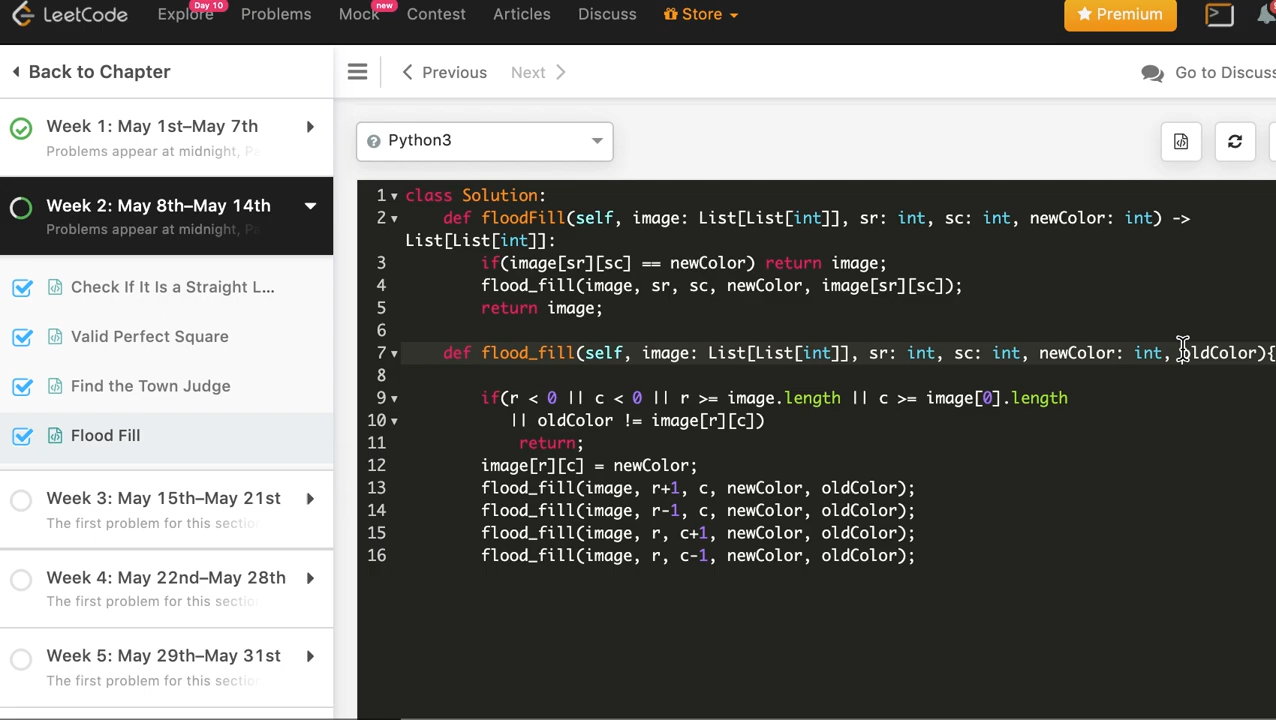 LeetCode
Explore Day 10 Problems Mock new Contest Articles Discuss Store Premium
Back to Chapter
Previous Next Go to Discuss
Week 1: May 1st–May 7th
Problems appear at midnight,
Python3
Week 2: May 8th–May 14th
Problems appear at midnight,
Check If It Is a Straight L...
Valid Perfect Square
Find the Town Judge
Flood Fill
Week 3: May 15th–May 21st
The first problem for this section
Week 4: May 22nd–May 28th
The first problem for this section
Week 5: May 29th–May 31st
The first problem for this section
1 class Solution:
2 def floodFill(self, image: List[List[int]], sr: int, sc: int, newColor: int) ->
List[List[int]]:
3 if(image[sr][sc] == newColor) return image;
4 flood_fill(image, sr, sc, newColor, image[sr][sc]);
5 return image;
6
7 def flood_fill(self, image: List[List[int]], sr: int, sc: int, newColor: int, oldColor){
8
9 if(r < 0 || c < 0 || r >= image.length || c >= image[0].length
10 || oldColor != image[r][c])
11 return;
12 image[r][c] = newColor;
13 flood_fill(image, r+1, c, newColor, oldColor);
14 flood_fill(image, r-1, c, newColor, oldColor);
15 flood_fill(image, r, c+1, newColor, oldColor);
16 flood_fill(image, r, c-1, newColor, oldColor);